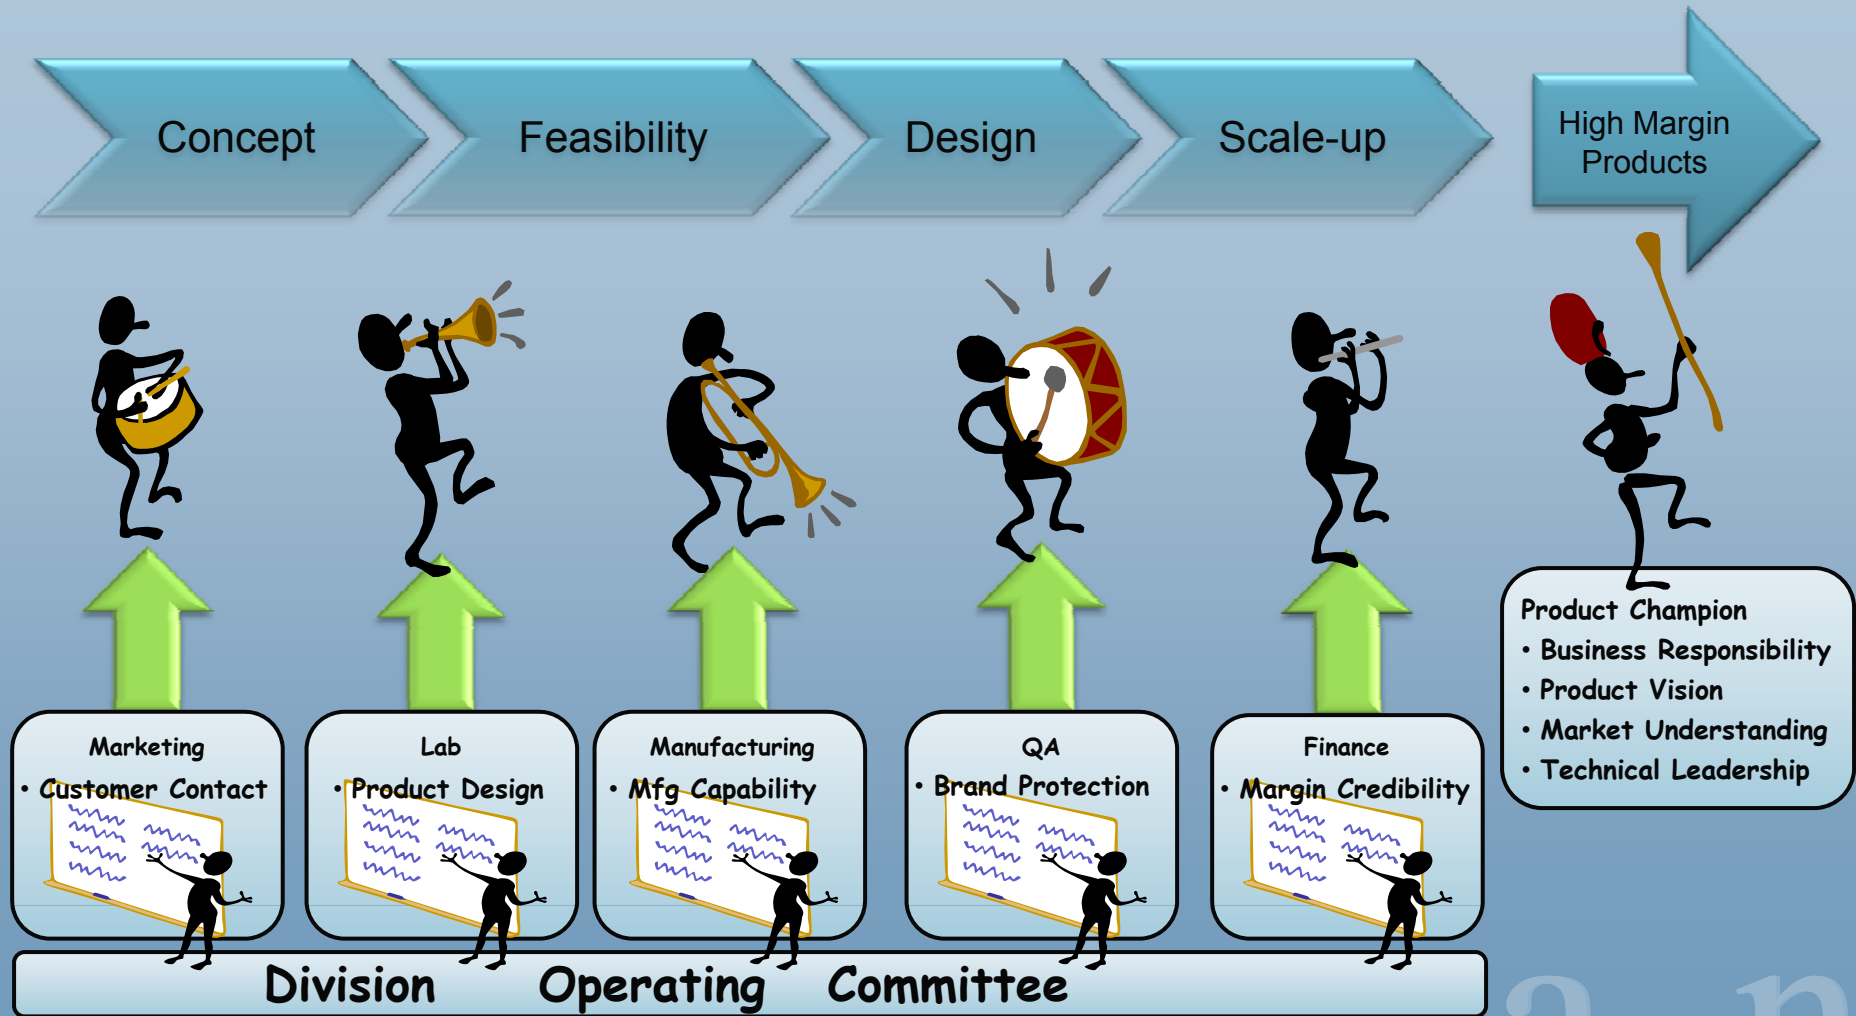 Concept
Feasibility
Design
Scale-up
High Margin
Products
Product Champion
• Business Responsibility
• Product Vision
• Market Understanding
• Technical Leadership
Marketing
• Customer Contact
Lab
• Product Design
Manufacturing
• Mfg Capability
QA
• Brand Protection
Finance
• Margin Credibility
Division Operating Committee